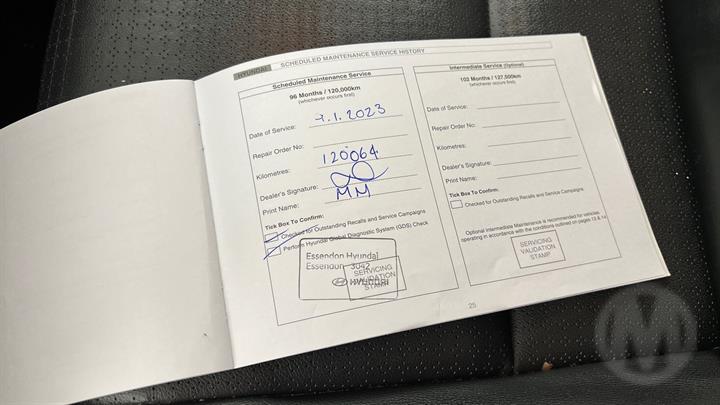 HYUNDAI SCHEDULED MAINTENANCE SERVICE HISTORY
Scheduled Maintenance Service
96 Months / 120,000km
(whichever occurs first)
Date of Service: .1.2023
Repair Order No:
Kilometres: 120064
Dealer's Signature:
Print Name: MM
Tick Box To Confirm:
Checked for Outstanding Recalls and Service Campaigns
Perform Hyundai Global Diagnostic System (GDS) Check
Essendon Hyundai
Essendon 3042
HYUNDAI
SERVICING
VALIDATION
STAMP
Intermediate Service (Optional)
102 Months / 127,500km
(whichever occurs first)
Date of Service:
Repair Order No:
Kilometres:
Dealer's Signature:
Print Name:
Tick Box To Confirm:
Checked for Outstanding Recalls and Service Campaigns
Optional Intermediate Maintenance is recommended for vehicles
operating in accordance with the conditions outlined on pages 13 & 14
SERVICING
VALIDATION
STAMP
25
M